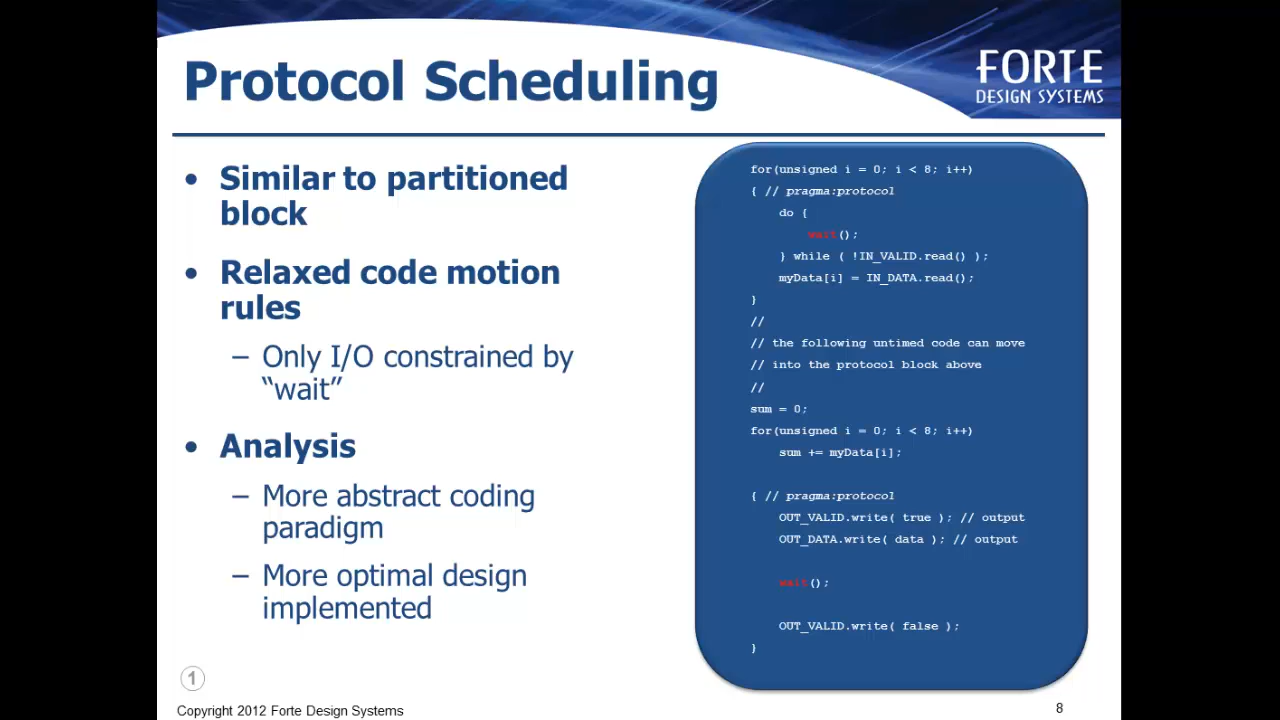 Protocol Scheduling
FORTE
DESIGN SYSTEMS
• Similar to partitioned
block
• Relaxed code motion
rules
– Only I/O constrained by
“wait”
• Analysis
– More abstract coding
paradigm
– More optimal design
implemented
for(unsigned i = 0; i < 8; i++)
{ // pragma:protocol
do {
wait();
} while ( !IN_VALID.read() );
myData[i] = IN_DATA.read();
}
//
// the following untimed code can move
// into the protocol block above
//
sum = 0;
for(unsigned i = 0; i < 8; i++)
sum += myData[i];
{ // pragma:protocol
OUT_VALID.write( true ); // output
OUT_DATA.write( data ); // output
wait();
OUT_VALID.write( false );
}
1
Copyright 2012 Forte Design Systems
8